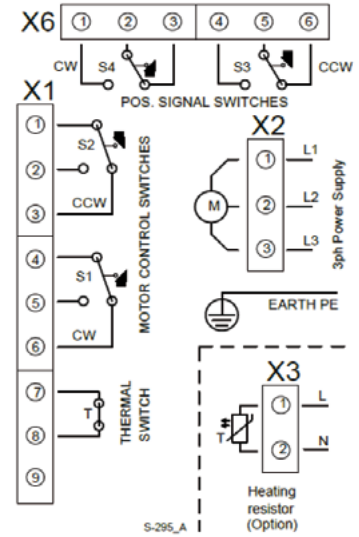 X6 1 2 3 4 5 6
CW S4 S3 CCW
POS. SIGNAL SWITCHES
X1
1
S2
2
CCW
3
4
S1
5
CW
6
MOTOR CONTROL SWITCHES
7
T
8
9
THERMAL
SWITCH
X2
1 L1
M 2 L2
3 L3
3ph Power Supply
EARTH PE
X3
1 L
T
2 N
Heating
resistor
(Option)
S-295_A